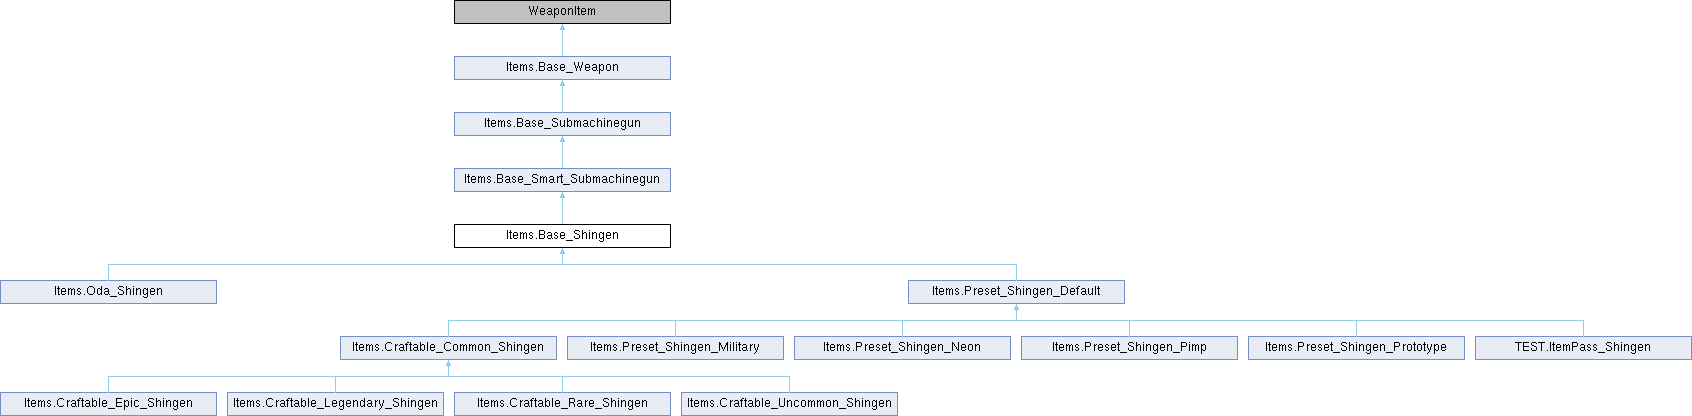 WeaponItem
Items.Base_Weapon
Items.Base_Submachinegun
Items.Base_Smart_Submachinegun
Items.Base_Shingen
Items.Oda_Shingen
Items.Preset_Shingen_Default
Items.Craftable_Common_Shingen
Items.Preset_Shingen_Military
Items.Preset_Shingen_Neon
Items.Preset_Shingen_Pimp
Items.Preset_Shingen_Prototype
TEST.ItemPass_Shingen
Items.Craftable_Epic_Shingen
Items.Craftable_Legendary_Shingen
Items.Craftable_Rare_Shingen
Items.Craftable_Uncommon_Shingen